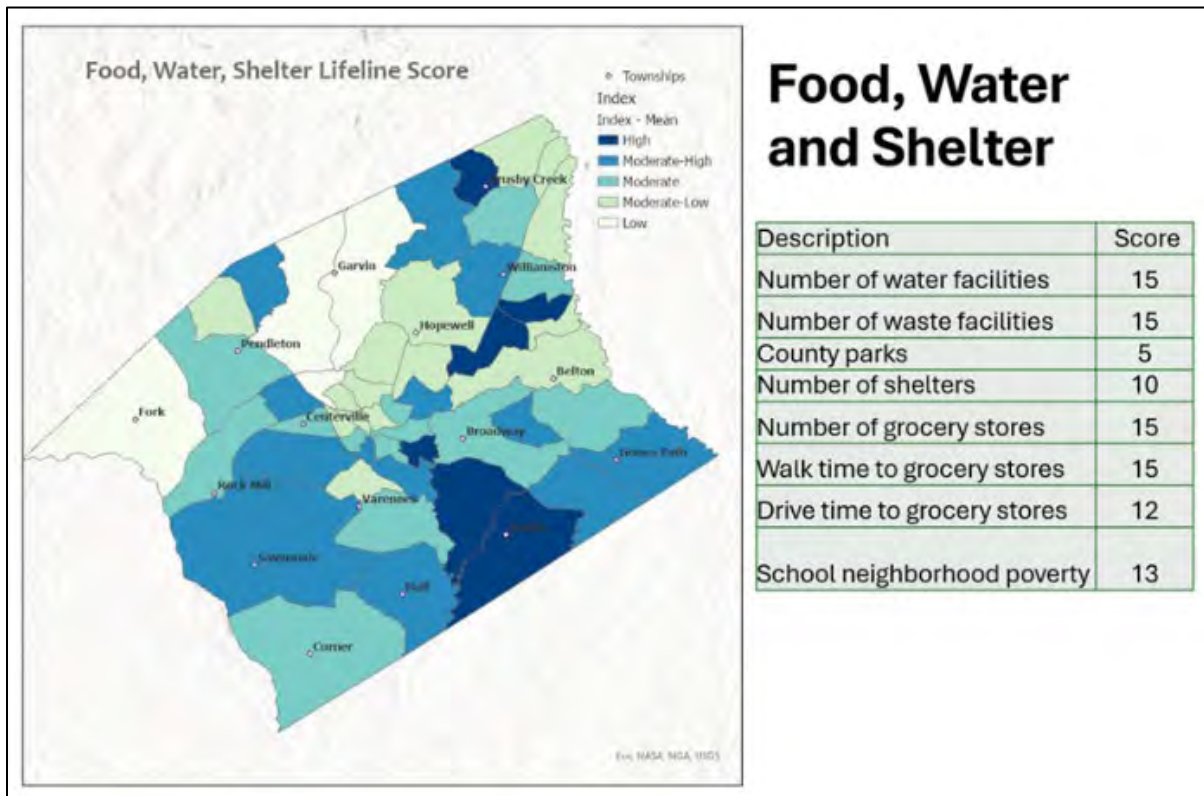 Food, Water, Shelter Lifeline Score
Townships
Index
Index - Mean
High
Moderate-High
Moderate
Moderate-Low
Low
Brushy Creek
Garvin
Williamston
Hopewell
Pendleton
Belton
Fork
Centerville
Broadway
Honea Path
Rock Mill
Varennes
Savannah
Hall
Corner
Esri, NASA, NGA, USGS
Food, Water
and Shelter
Description Score
Number of water facilities 15
Number of waste facilities 15
County parks 5
Number of shelters 10
Number of grocery stores 15
Walk time to grocery stores 15
Drive time to grocery stores 12
School neighborhood poverty 13